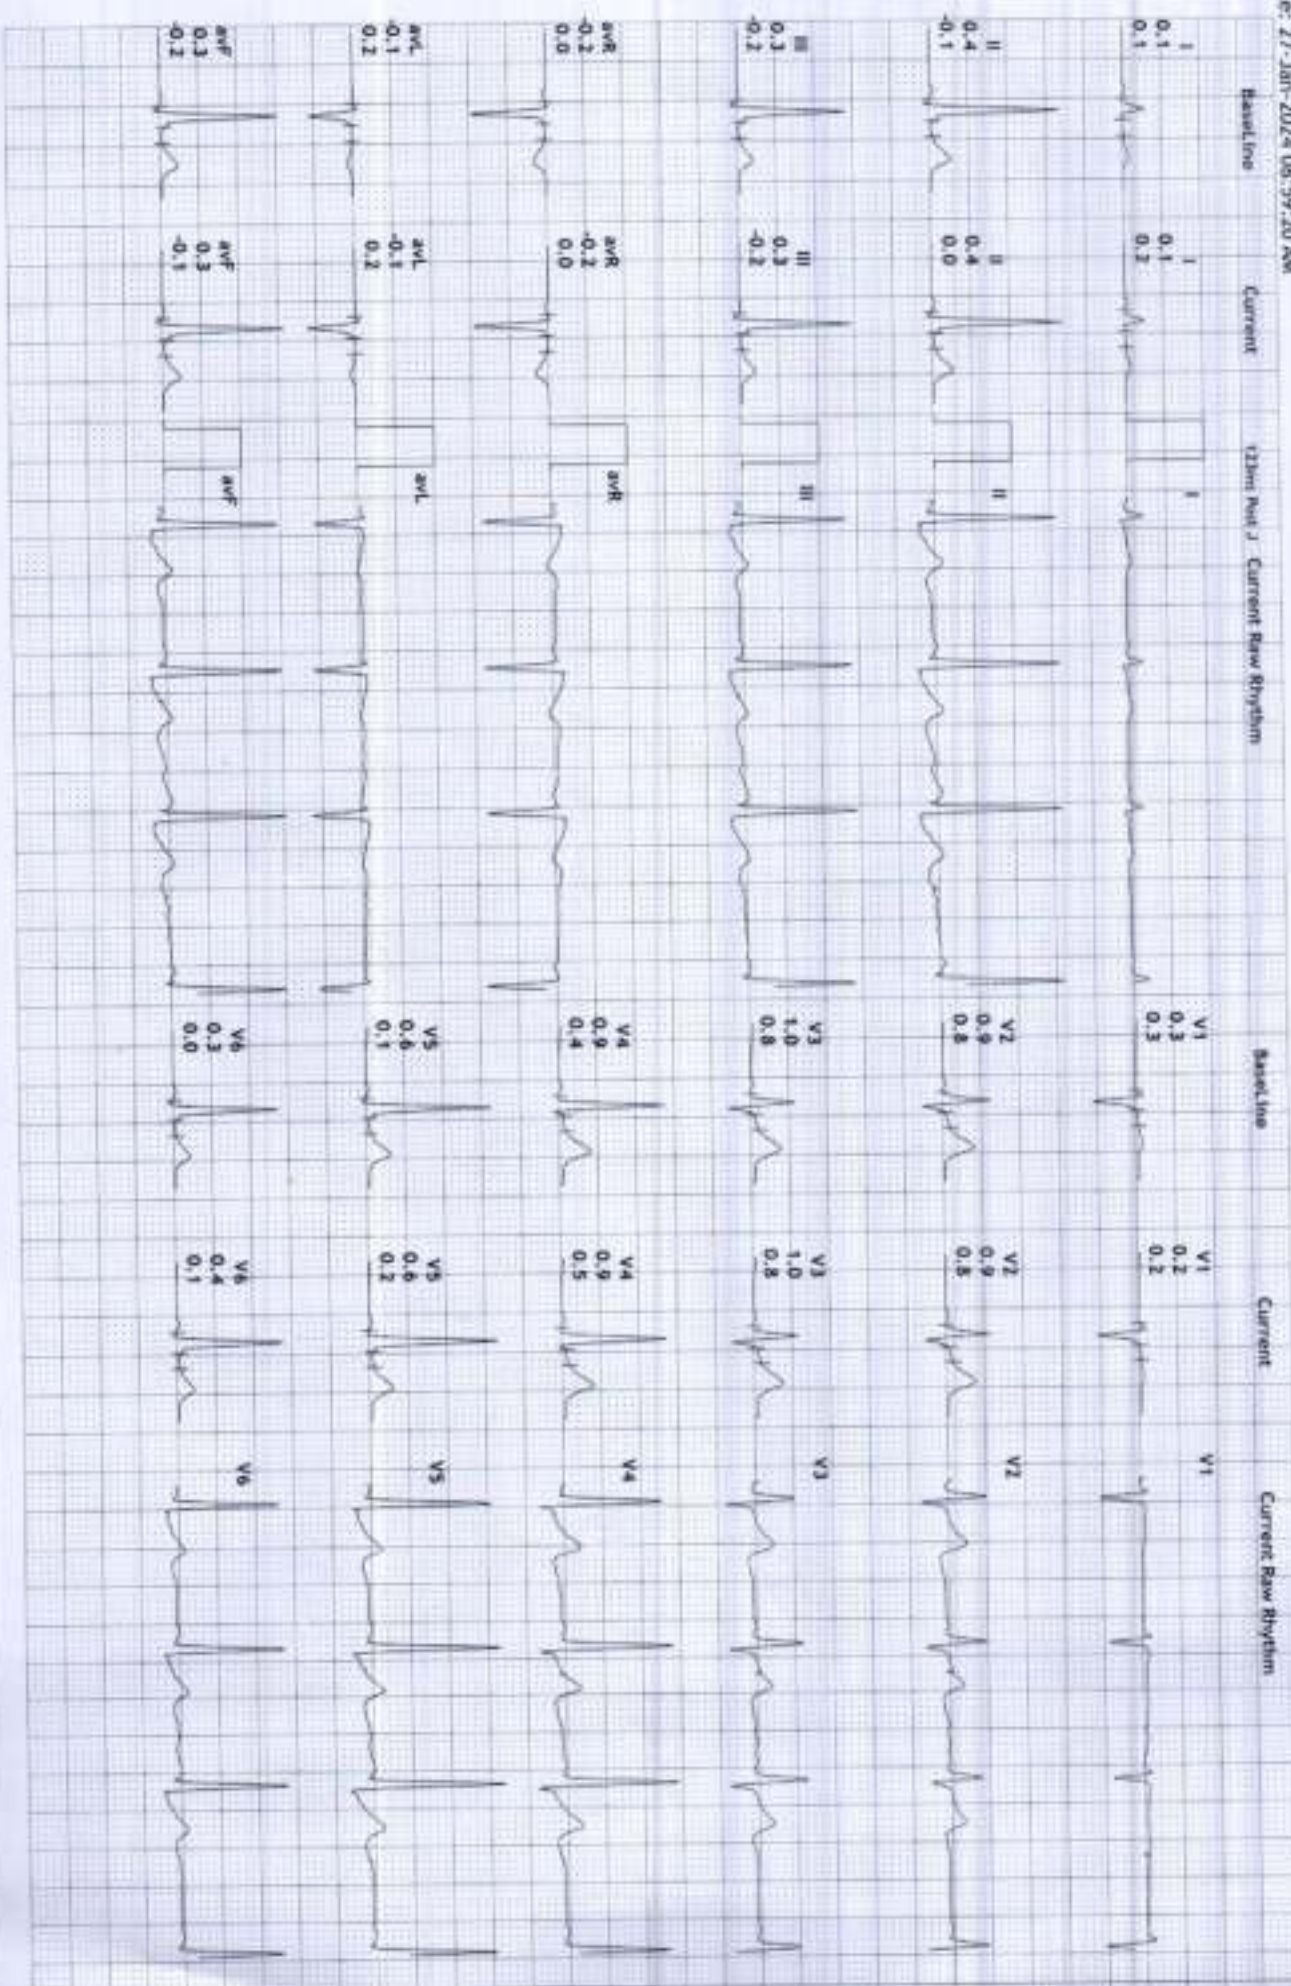 e: 27-Jan-2024 08:59:20 AM
BaseLine
Current
123ms Post J
Current Raw Rhythm
BaseLine
Current
Current Raw Rhythm
I
0.1
0.1
I
0.1
0.2
I
V1
0.3
0.3
V1
0.2
0.2
V1
II
0.4
-0.1
II
0.4
0.0
II
V2
0.9
0.8
V2
0.9
0.8
V2
III
0.3
-0.2
III
0.3
-0.2
III
V3
1.0
0.8
V3
1.0
0.8
V3
avR
-0.2
0.0
avR
-0.2
0.0
avR
V4
0.9
0.4
V4
0.9
0.5
V4
avL
-0.1
0.2
avL
-0.1
0.2
avL
V5
0.6
0.1
V5
0.6
0.2
V5
avF
0.3
-0.2
avF
0.3
-0.1
avF
V6
0.3
0.0
V6
0.4
0.1
V6